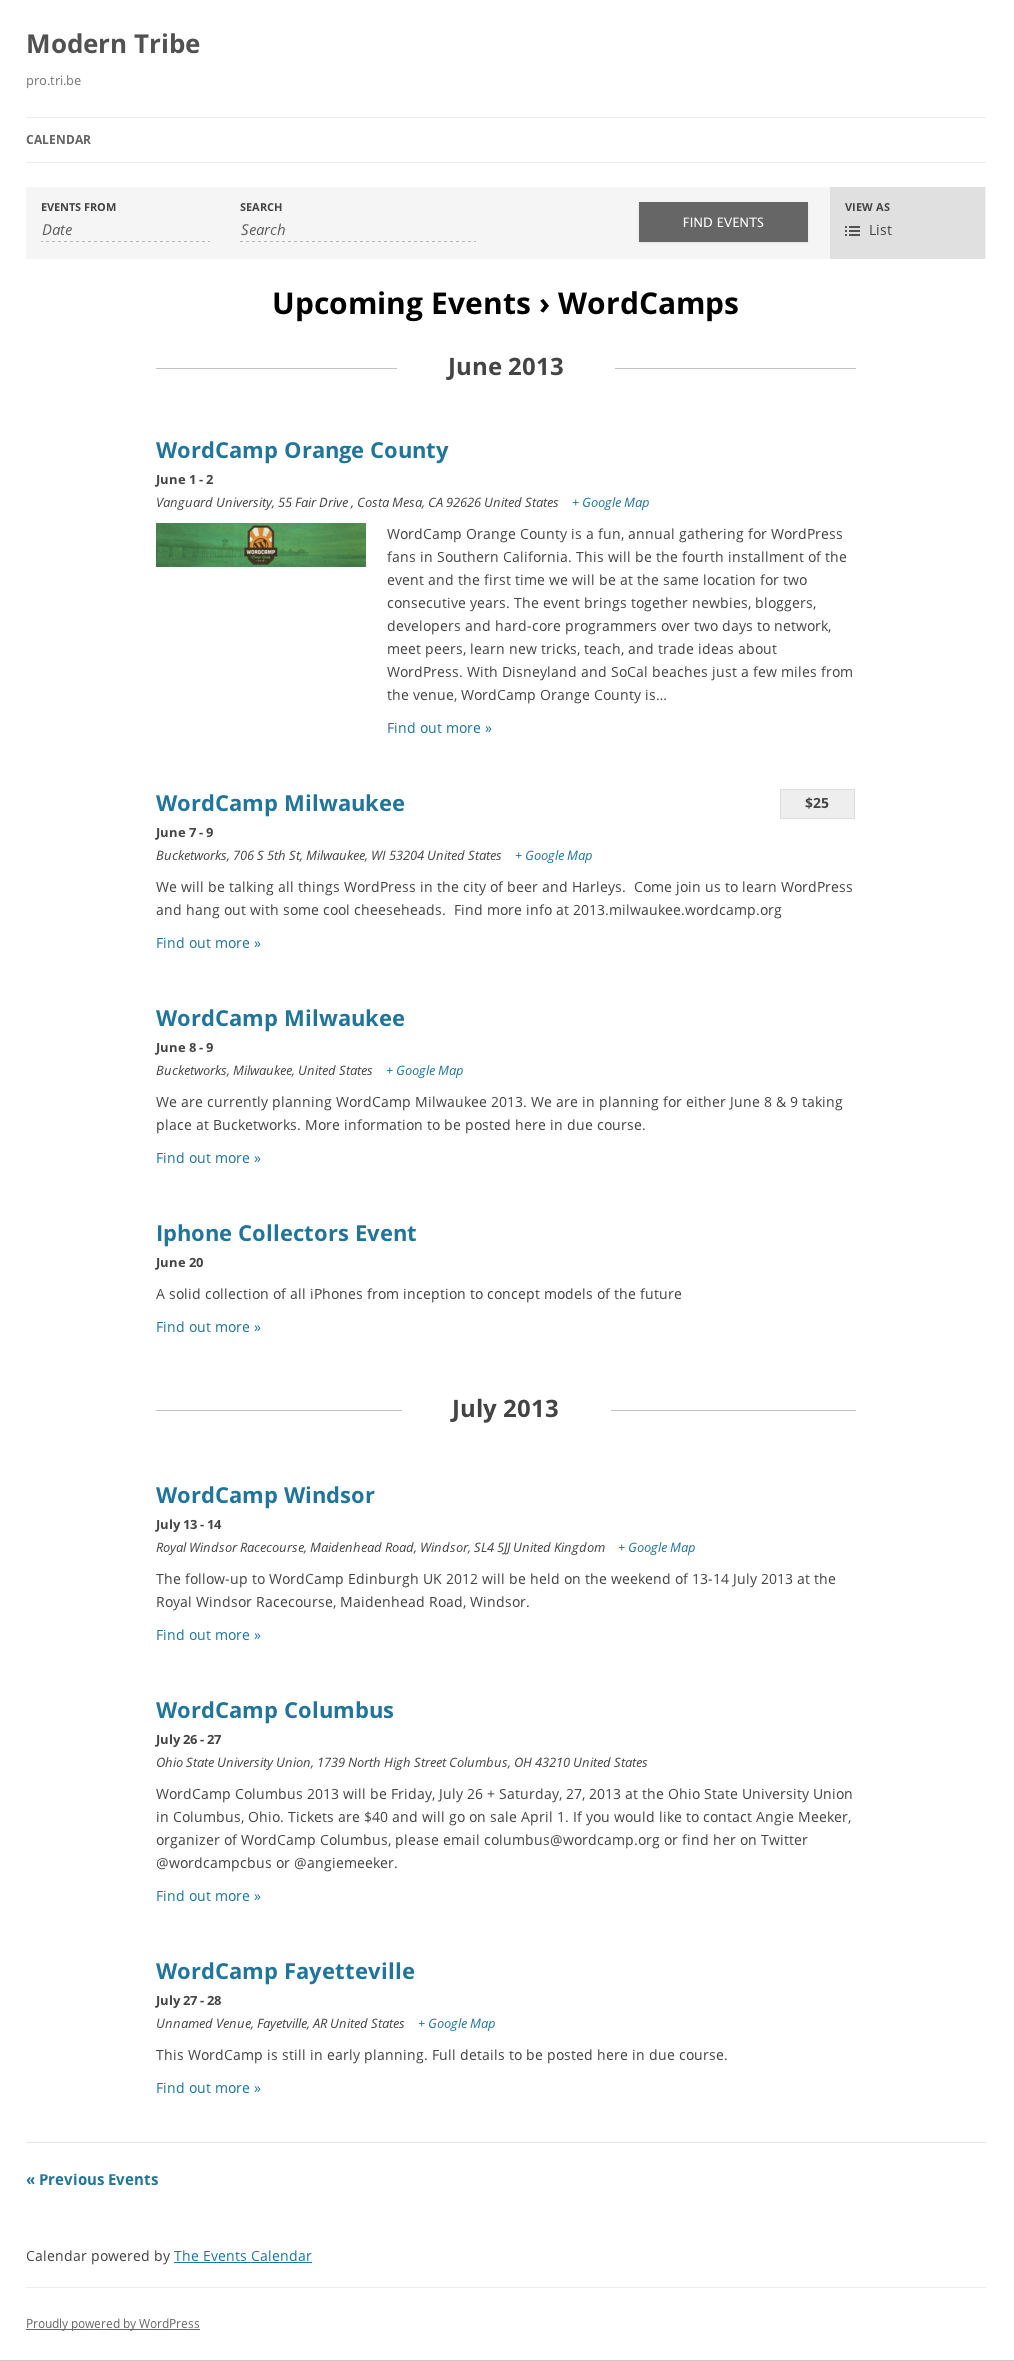 Modern Tribe
pro.tri.be
CALENDAR
EVENTS FROM
Date
SEARCH
Search
FIND EVENTS
VIEW AS
List
Upcoming Events › WordCamps
June 2013
WordCamp Orange County
June 1 - 2
Vanguard University, 55 Fair Drive , Costa Mesa, CA 92626 United States + Google Map
WORDCAMP
WordCamp Orange County is a fun, annual gathering for WordPress
fans in Southern California. This will be the fourth installment of the
event and the first time we will be at the same location for two
consecutive years. The event brings together newbies, bloggers,
developers and hard-core programmers over two days to network,
meet peers, learn new tricks, teach, and trade ideas about
WordPress. With Disneyland and SoCal beaches just a few miles from
the venue, WordCamp Orange County is…
Find out more »
WordCamp Milwaukee
$25
June 7 - 9
Bucketworks, 706 S 5th St, Milwaukee, WI 53204 United States + Google Map
We will be talking all things WordPress in the city of beer and Harleys.  Come join us to learn WordPress
and hang out with some cool cheeseheads.  Find more info at 2013.milwaukee.wordcamp.org
Find out more »
WordCamp Milwaukee
June 8 - 9
Bucketworks, Milwaukee, United States + Google Map
We are currently planning WordCamp Milwaukee 2013. We are in planning for either June 8 & 9 taking
place at Bucketworks. More information to be posted here in due course.
Find out more »
Iphone Collectors Event
June 20
A solid collection of all iPhones from inception to concept models of the future
Find out more »
July 2013
WordCamp Windsor
July 13 - 14
Royal Windsor Racecourse, Maidenhead Road, Windsor, SL4 5JJ United Kingdom + Google Map
The follow-up to WordCamp Edinburgh UK 2012 will be held on the weekend of 13-14 July 2013 at the
Royal Windsor Racecourse, Maidenhead Road, Windsor.
Find out more »
WordCamp Columbus
July 26 - 27
Ohio State University Union, 1739 North High Street Columbus, OH 43210 United States
WordCamp Columbus 2013 will be Friday, July 26 + Saturday, 27, 2013 at the Ohio State University Union
in Columbus, Ohio. Tickets are $40 and will go on sale April 1. If you would like to contact Angie Meeker,
organizer of WordCamp Columbus, please email columbus@wordcamp.org or find her on Twitter
@wordcampcbus or @angiemeeker.
Find out more »
WordCamp Fayetteville
July 27 - 28
Unnamed Venue, Fayetville, AR United States + Google Map
This WordCamp is still in early planning. Full details to be posted here in due course.
Find out more »
« Previous Events
Calendar powered by The Events Calendar
Proudly powered by WordPress